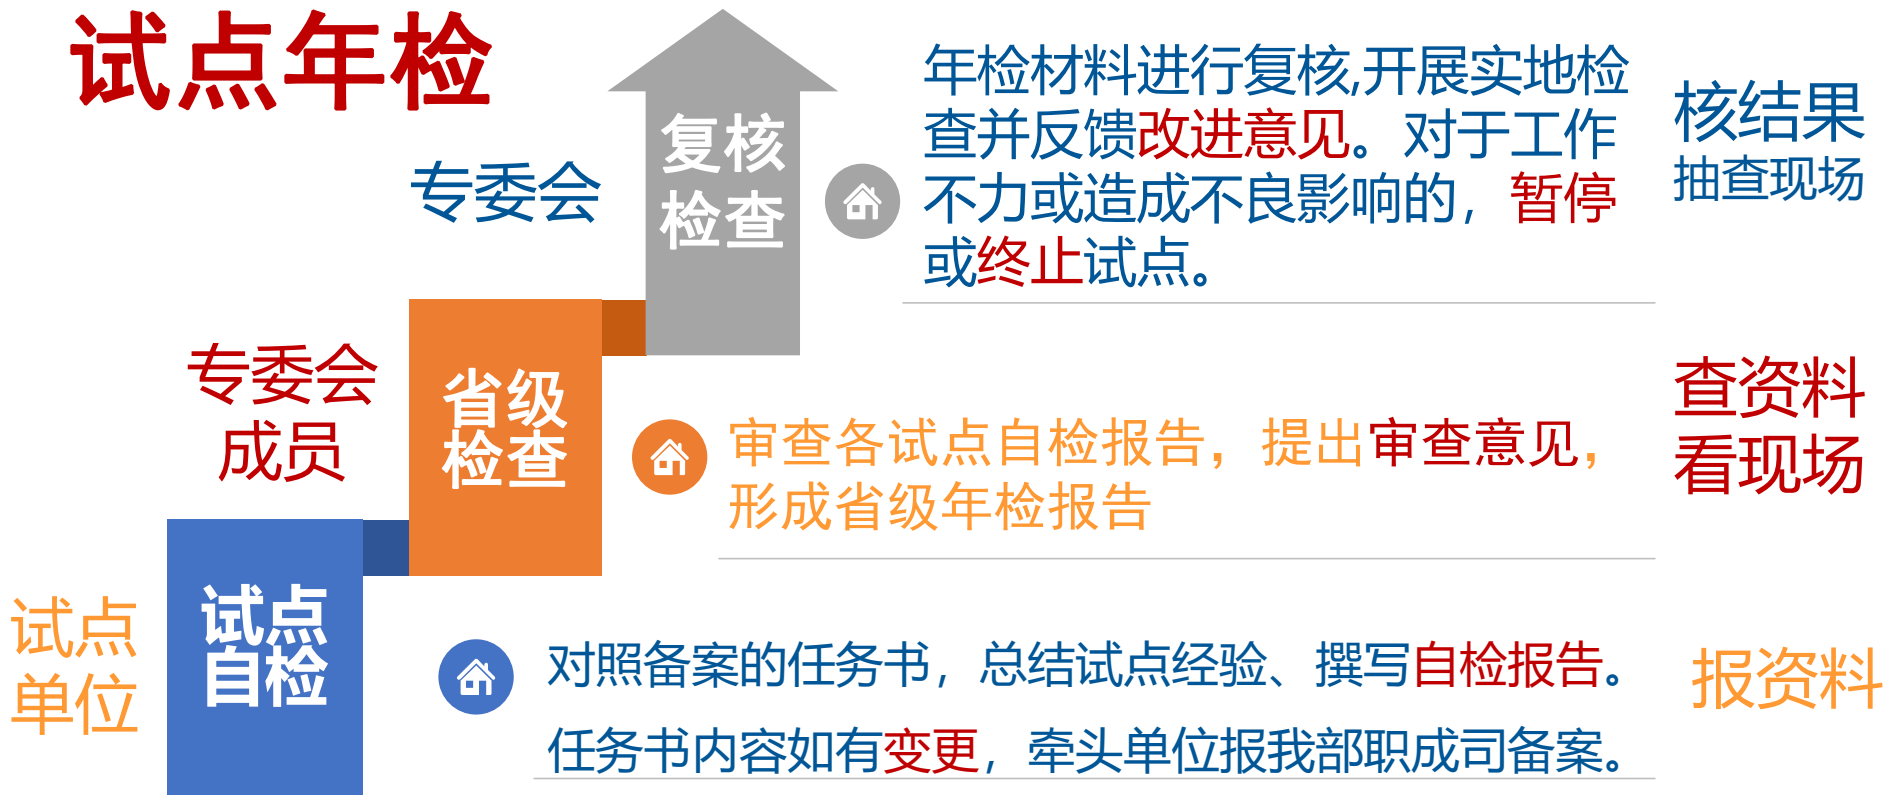 试点年检
专委会
复核
检查
年检材料进行复核,开展实地检
查并反馈改进意见。对于工作
不力或造成不良影响的，暂停
或终止试点。
核结果
抽查现场
专委会
成员
省级
检查
审查各试点自检报告，提出审查意见，
形成省级年检报告
查资料
看现场
试点
单位
试点
自检
对照备案的任务书，总结试点经验、撰写自检报告。
任务书内容如有变更，牵头单位报我部职成司备案。
报资料